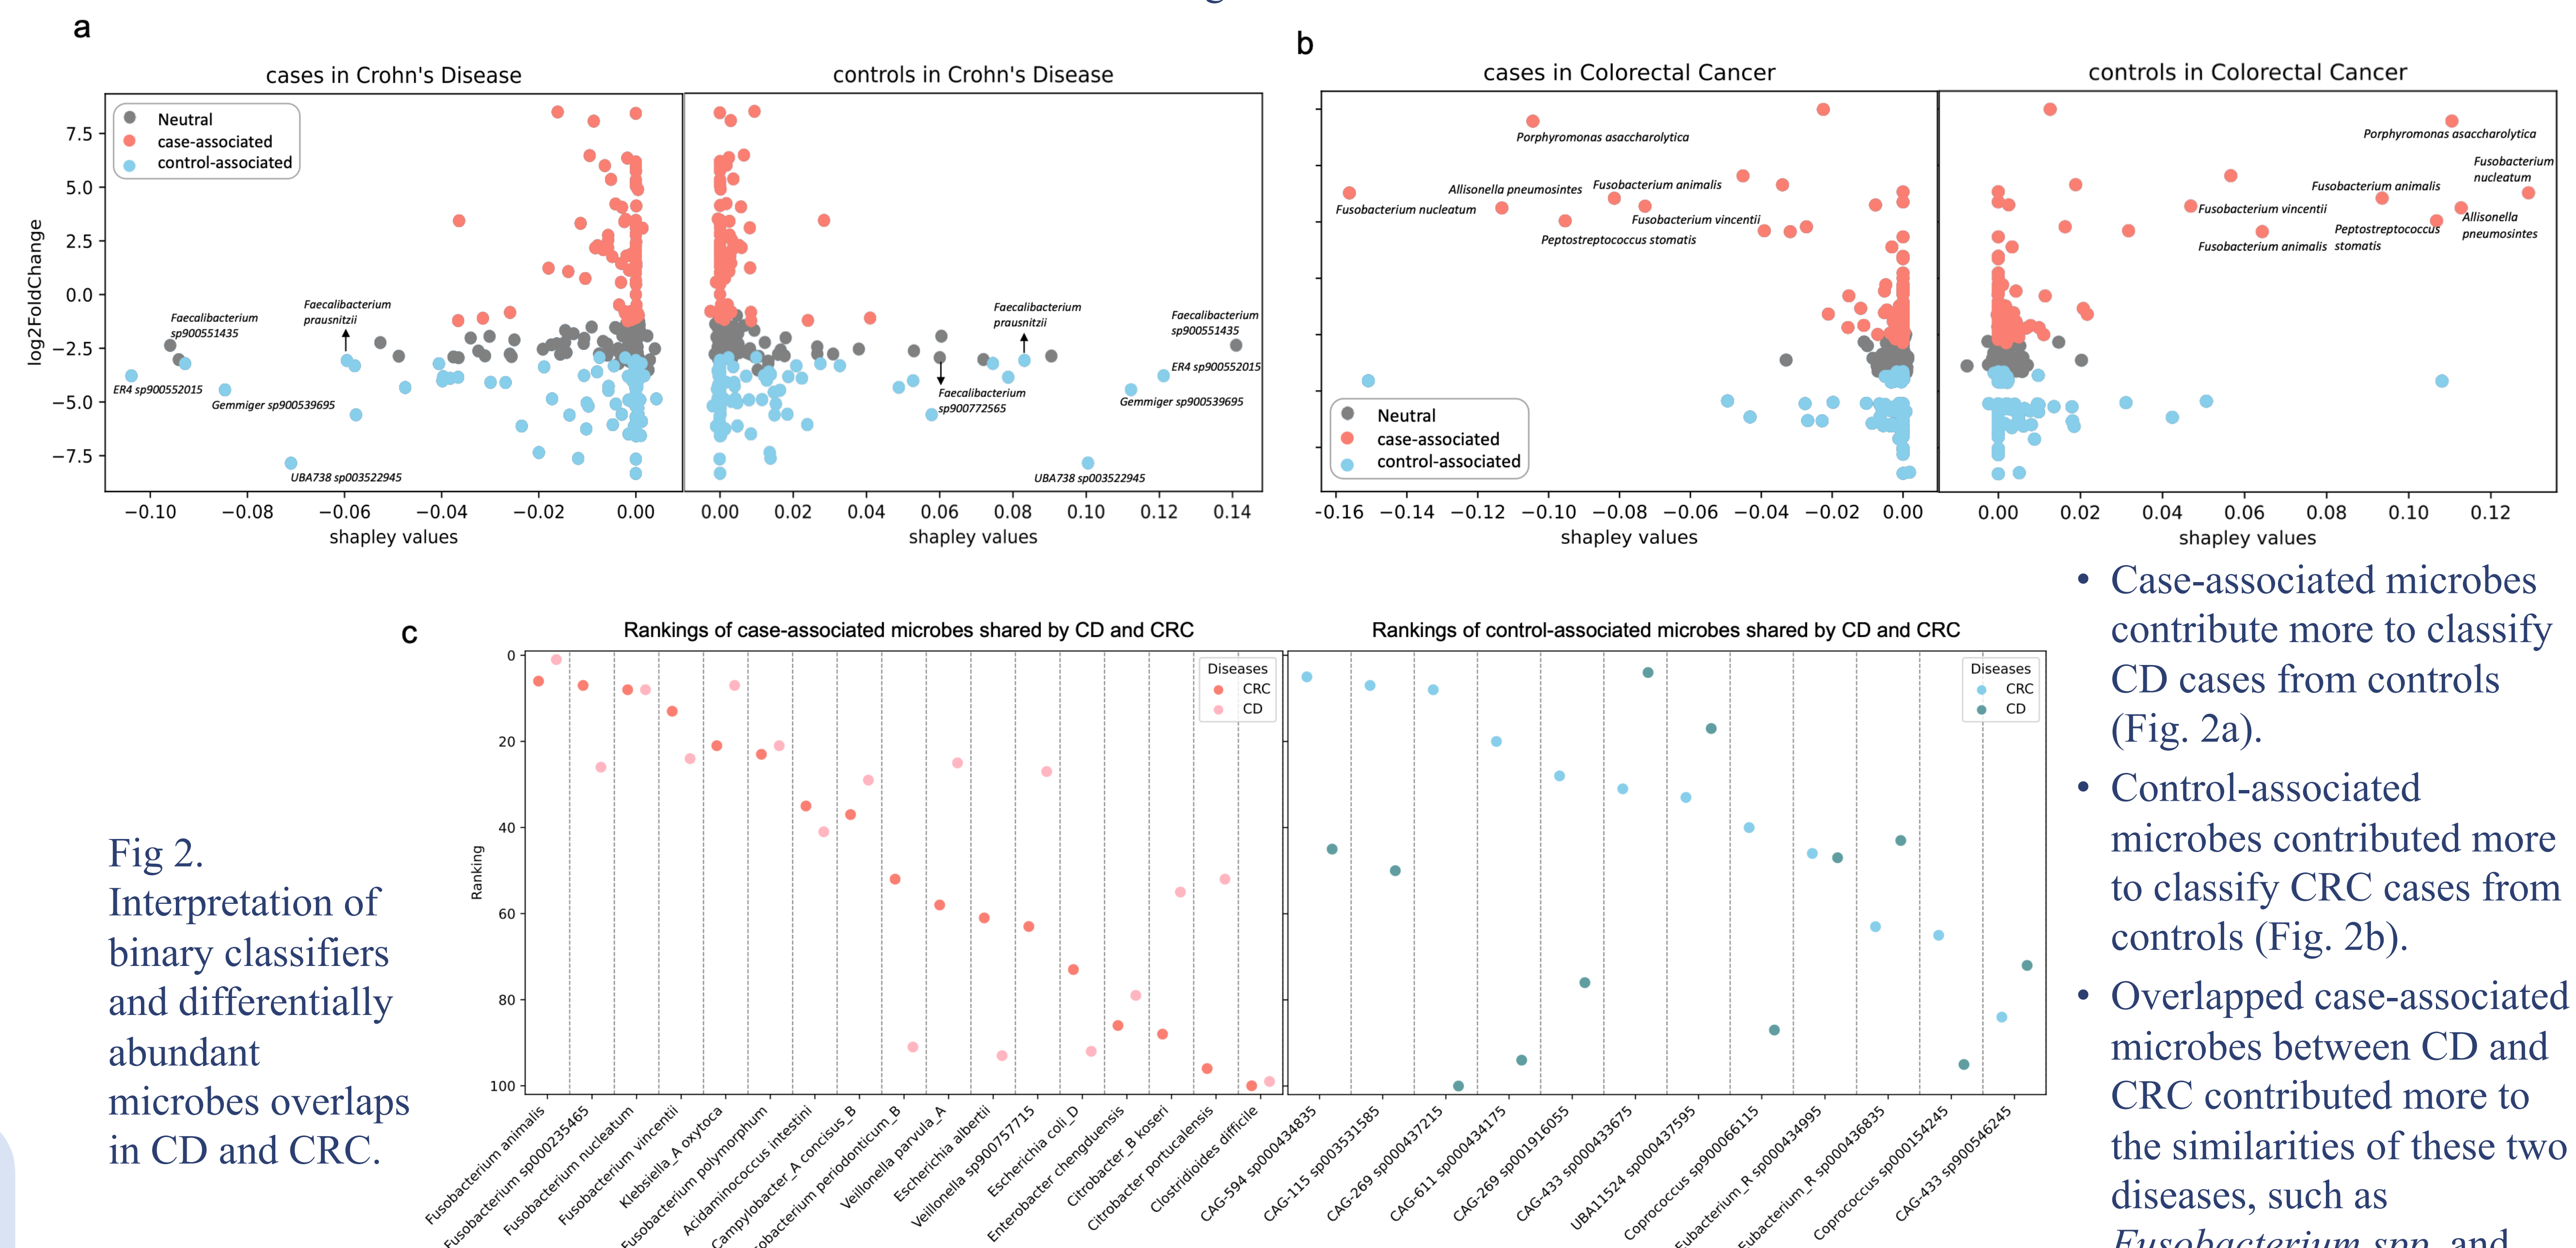 a
b
cases in Crohn's Disease
controls in Crohn's Disease
cases in Colorectal Cancer
controls in Colorectal Cancer
Neutral
case-associated
control-associated
7.5
5.0
2.5
0.0
−2.5
−5.0
−7.5
log2FoldChange
Faecalibacterium
sp900551435
Faecalibacterium
prausnitzii
ER4 sp900552015
Gemmiger sp900539695
UBA738 sp003522945
Faecalibacterium
prausnitzii
Faecalibacterium
sp900551435
ER4 sp900552015
Faecalibacterium
sp900772565
Gemmiger sp900539695
UBA738 sp003522945
−0.10 −0.08 −0.06 −0.04 −0.02 0.00
shapley values
0.00 0.02 0.04 0.06 0.08 0.10 0.12 0.14
shapley values
Porphyromonas asaccharolytica
Allisonella pneumosintes
Fusobacterium animalis
Fusobacterium nucleatum
Fusobacterium vincentii
Peptostreptococcus stomatis
Neutral
case-associated
control-associated
Porphyromonas asaccharolytica
Fusobacterium
nucleatum
Fusobacterium animalis
Fusobacterium vincentii
Allisonella
pneumosintes
Peptostreptococcus
stomatis
Fusobacterium animalis
-0.16 −0.14 −0.12 −0.10 −0.08 −0.06 −0.04 −0.02 0.00
shapley values
0.00 0.02 0.04 0.06 0.08 0.10 0.12
shapley values
c
Rankings of case-associated microbes shared by CD and CRC
Rankings of control-associated microbes shared by CD and CRC
Diseases
CRC
CD
Diseases
CRC
CD
0
20
40
60
80
100
Ranking
Fusobacterium animalis
Fusobacterium sp000235465
Fusobacterium nucleatum
Fusobacterium vincentii
Klebsiella_A oxytoca
Fusobacterium polymorphum
Acidaminococcus intestini
Campylobacter_A concisus_B
periodonticum_B
Veillonella parvula_A
Escherichia albertii
Veillonella sp900757715
Escherichia coli_D
Enterobacter chengduensis
Citrobacter_B koseri
Citrobacter portucalensis
Clostridioides difficile
CAG-594 sp000434835
CAG-115 sp003531585
CAG-269 sp000437215
CAG-611 sp000434175
CAG-269 sp001916055
CAG-433 sp000433675
UBA11524 sp000437595
Coprococcus sp900066115
Eubacterium_R sp000434995
Eubacterium_R sp000436835
Coprococcus sp000154245
CAG-433 sp900546245
Fig 2.
Interpretation of
binary classifiers
and differentially
abundant
microbes overlaps
in CD and CRC.
• Case-associated microbes
contribute more to classify
CD cases from controls
(Fig. 2a).
• Control-associated
microbes contributed more
to classify CRC cases from
controls (Fig. 2b).
• Overlapped case-associated
microbes between CD and
CRC contributed more to
the similarities of these two
diseases, such as
Fusobacterium spp. and